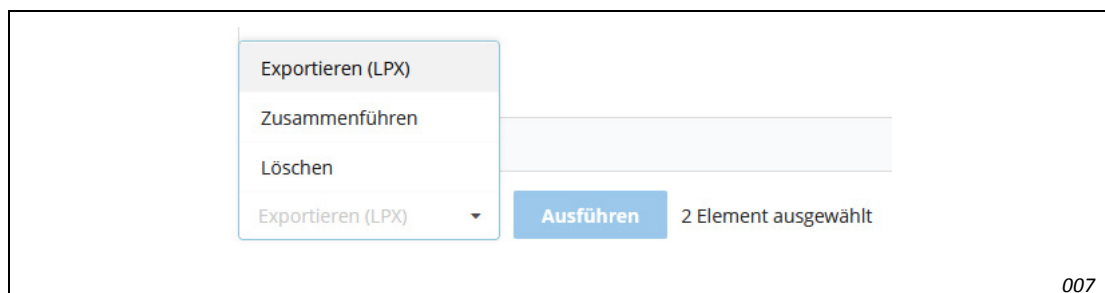 Exportieren (LPX)
Zusammenführen
Löschen
Exportieren (LPX)
Ausführen
2 Element ausgewählt
007